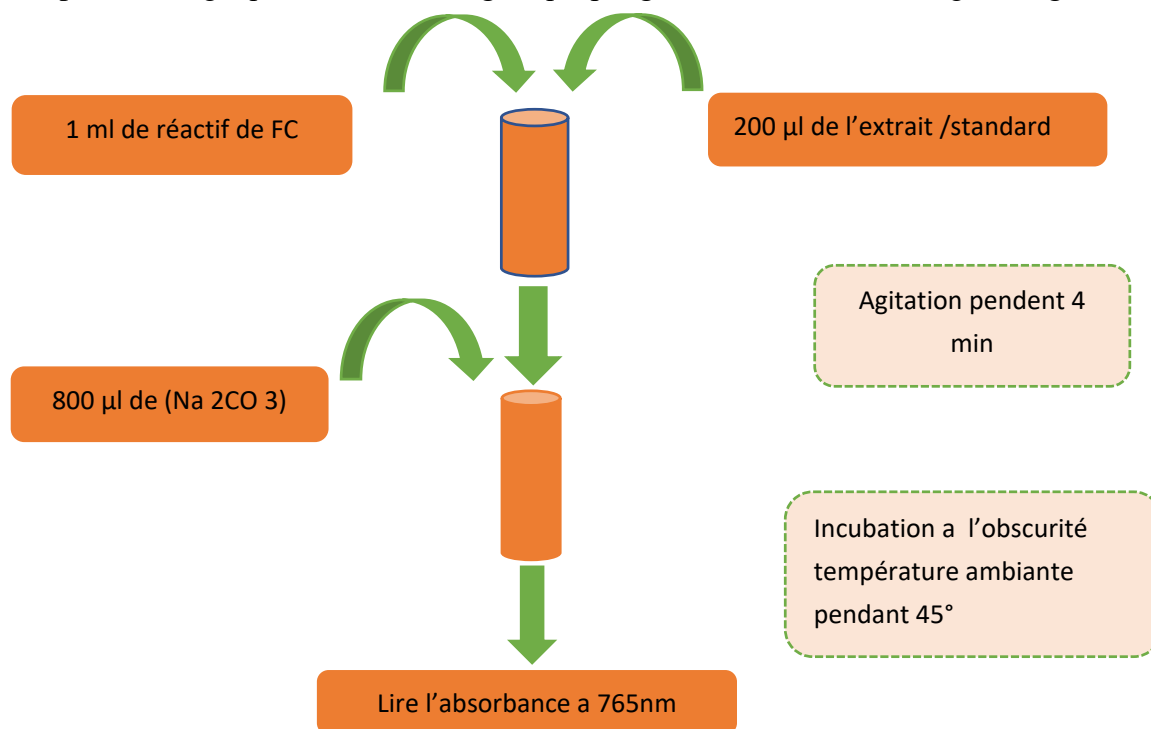 1 ml de réactif de FC
200 µl de l’extrait /standard
Agitation pendent 4
min
800 µl de (Na 2CO 3)
Incubation a l’obscurité
température ambiante
pendant 45°
Lire l’absorbance a 765nm